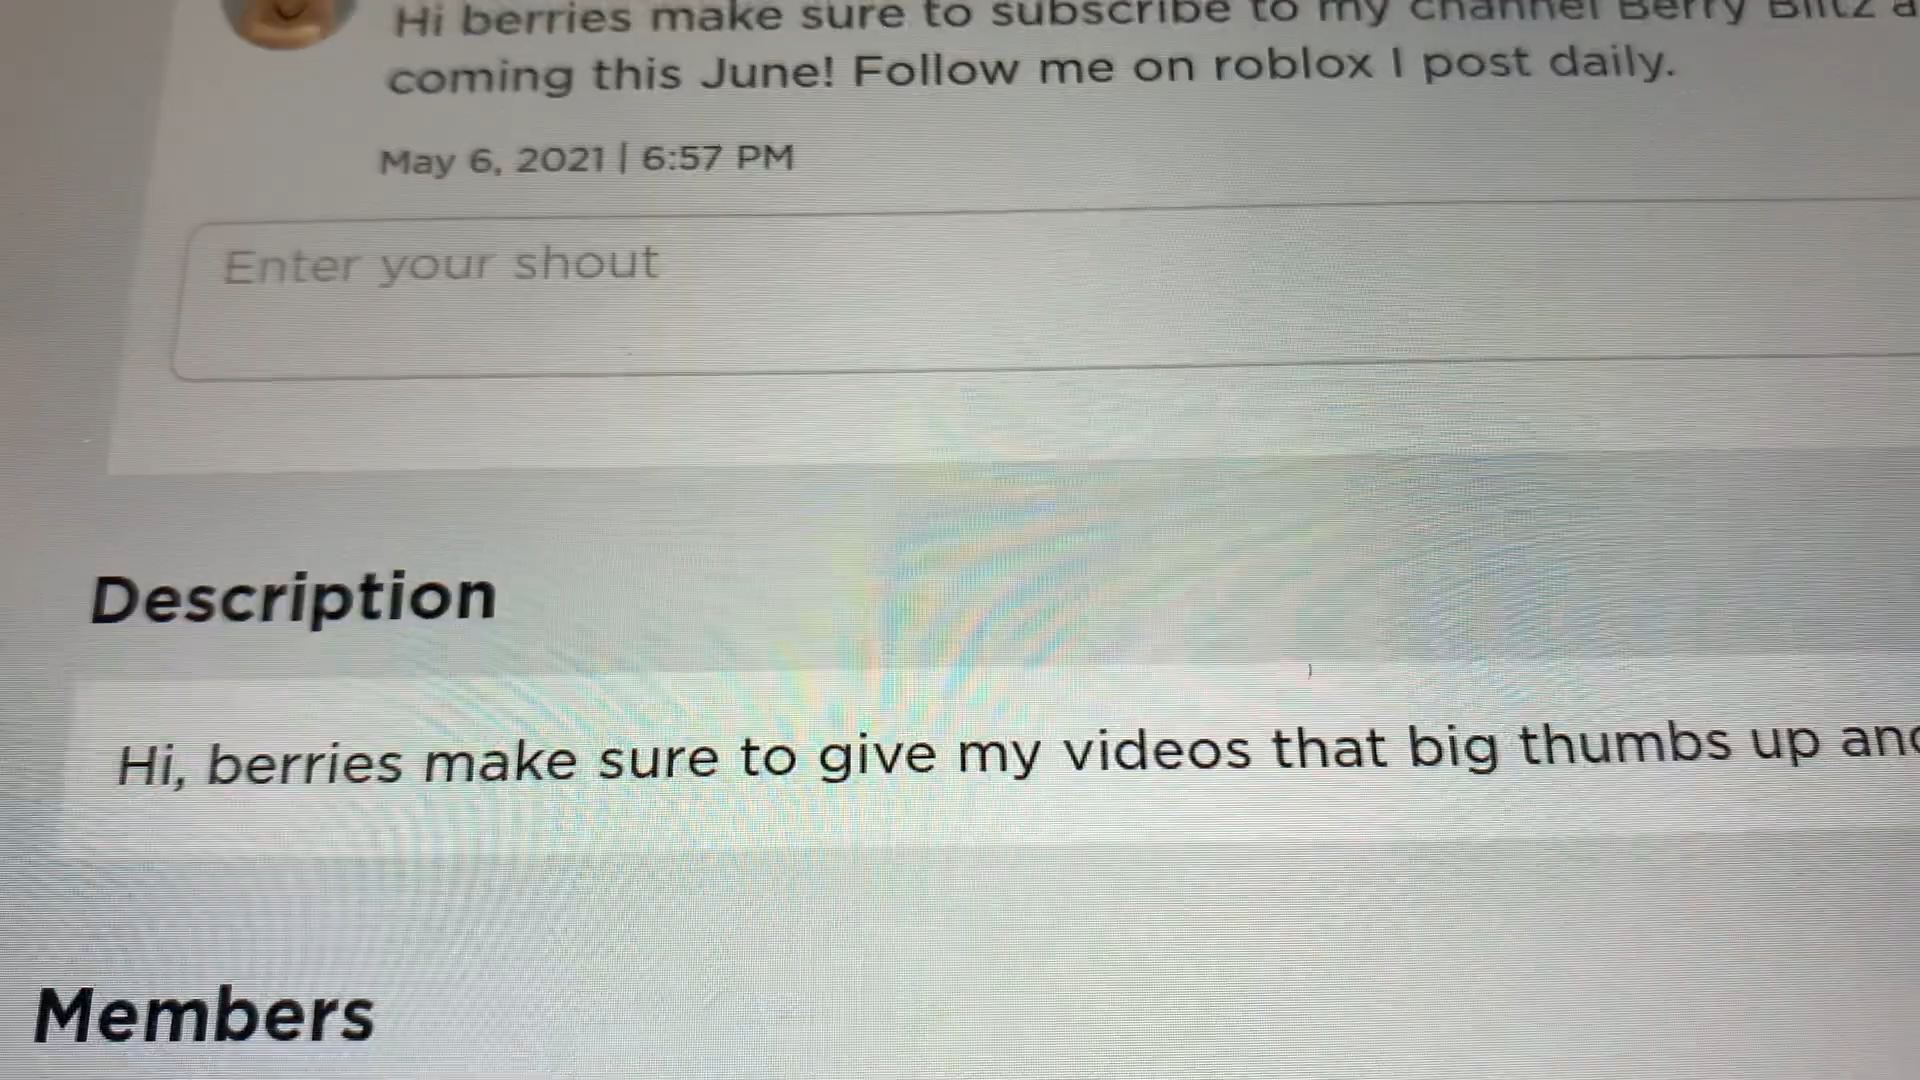 Hi berries make sure to subscribe to my channel Berry Blitz a
coming this June! Follow me on roblox I post daily.
May 6, 2021 | 6:57 PM
Enter your shout
Description
Hi, berries make sure to give my videos that big thumbs up and
Members